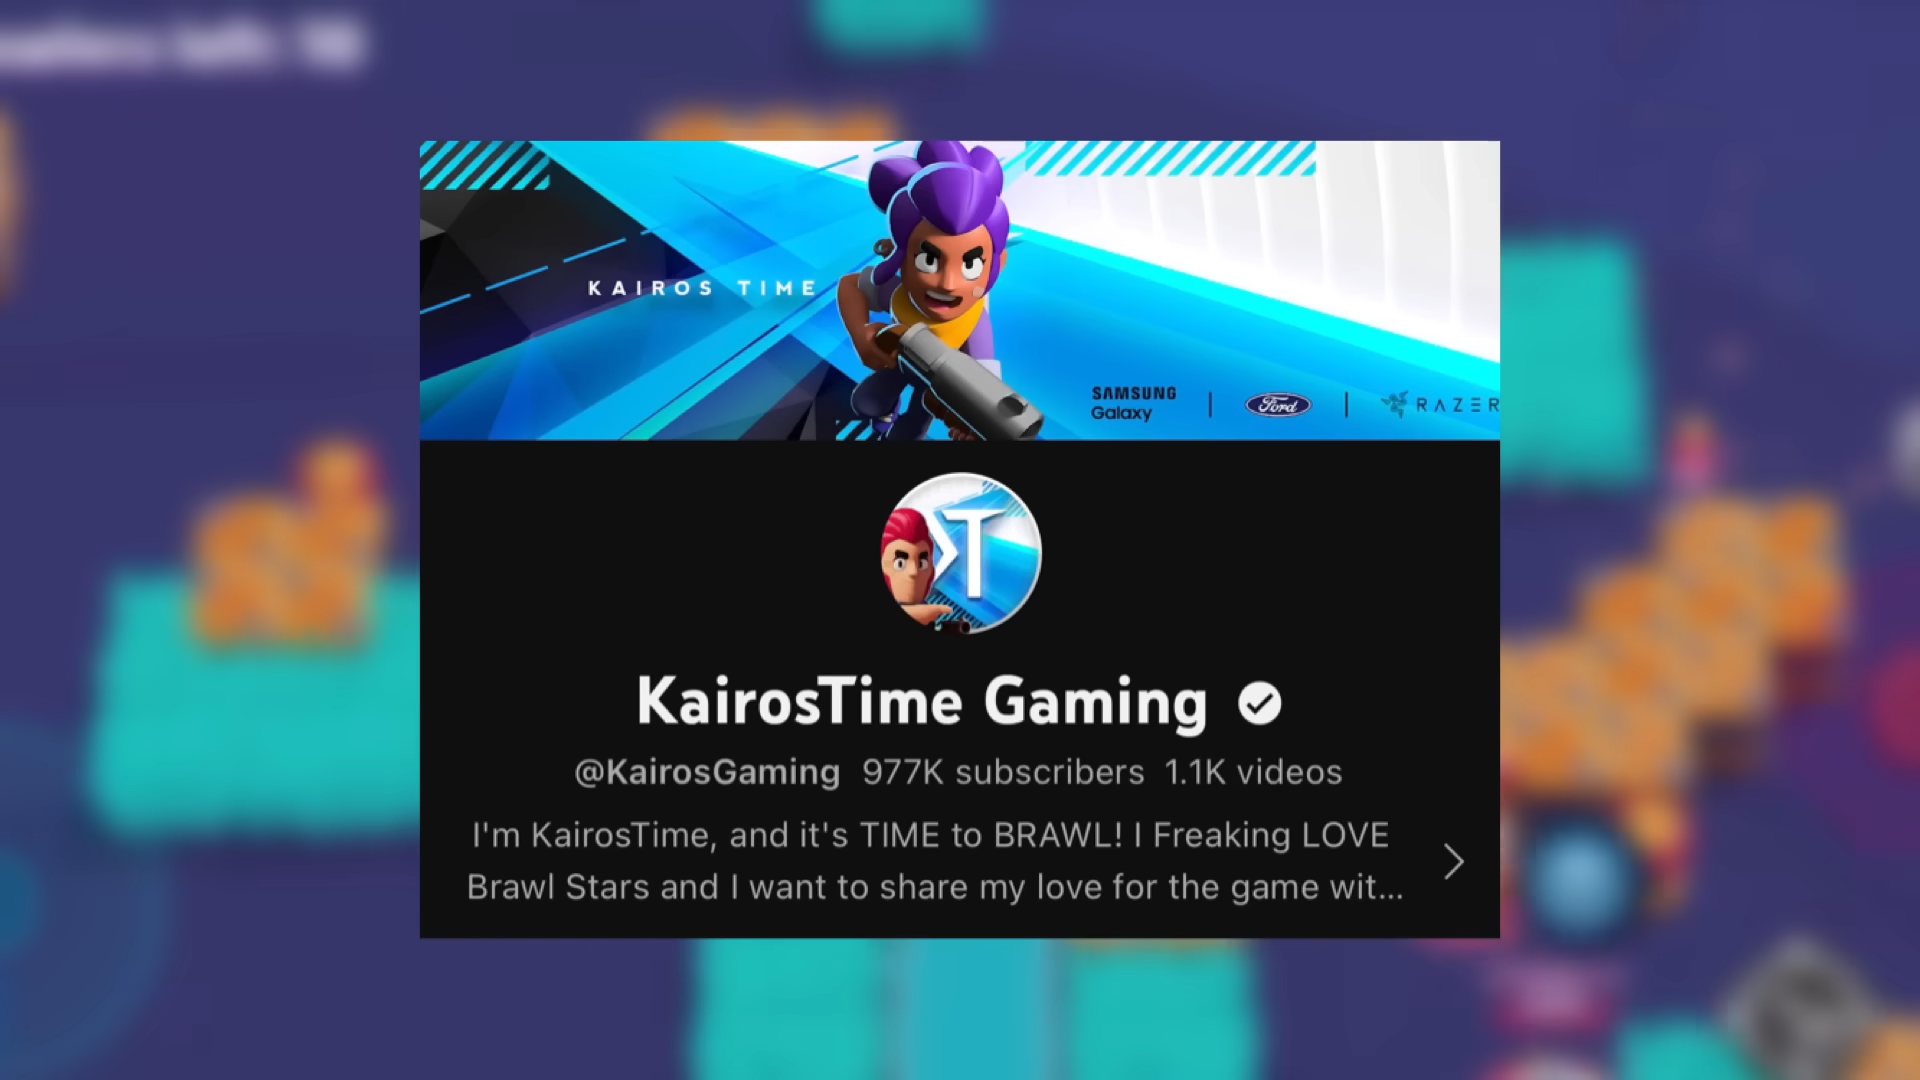 KAIROS TIME
SAMSUNG
Galaxy
Ford
RAZER
T
KairosTime Gaming
@KairosGaming 977K subscribers 1.1K videos
I'm KairosTime, and it's TIME to BRAWL! I Freaking LOVE
Brawl Stars and I want to share my love for the game wit...